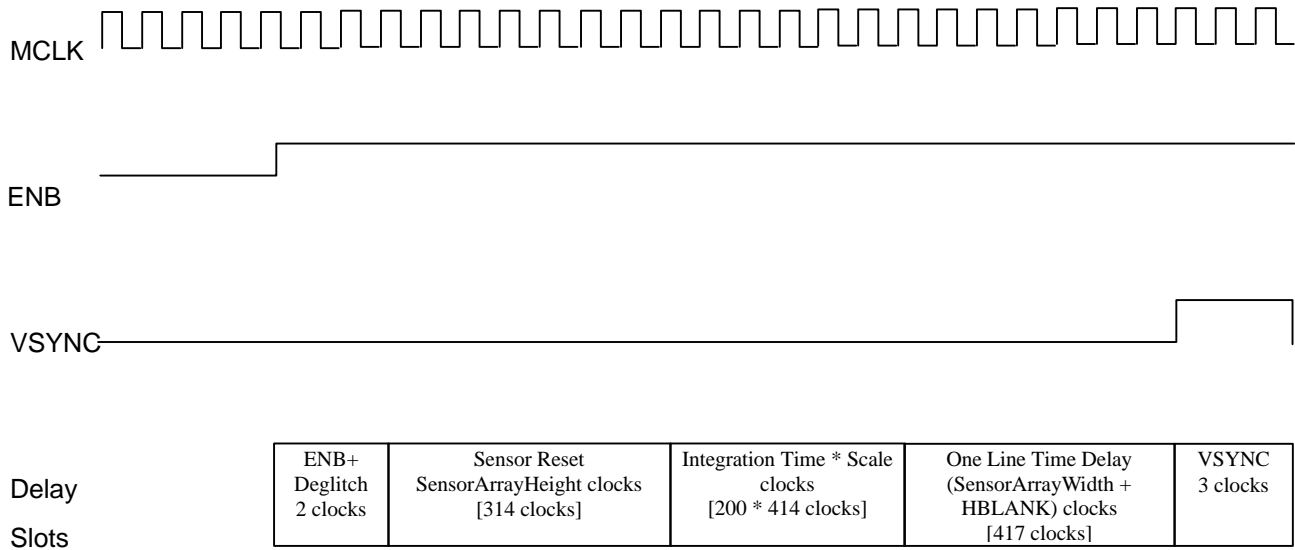 MCLK
ENB
VSYNC
Delay
Slots
ENB+
Deglitch
2 clocks
Sensor Reset
SensorArrayHeight clocks
[314 clocks]
Integration Time * Scale
clocks
[200 * 414 clocks]
One Line Time Delay
(SensorArrayWidth +
HBLANK) clocks
[417 clocks]
VSYNC
3 clocks